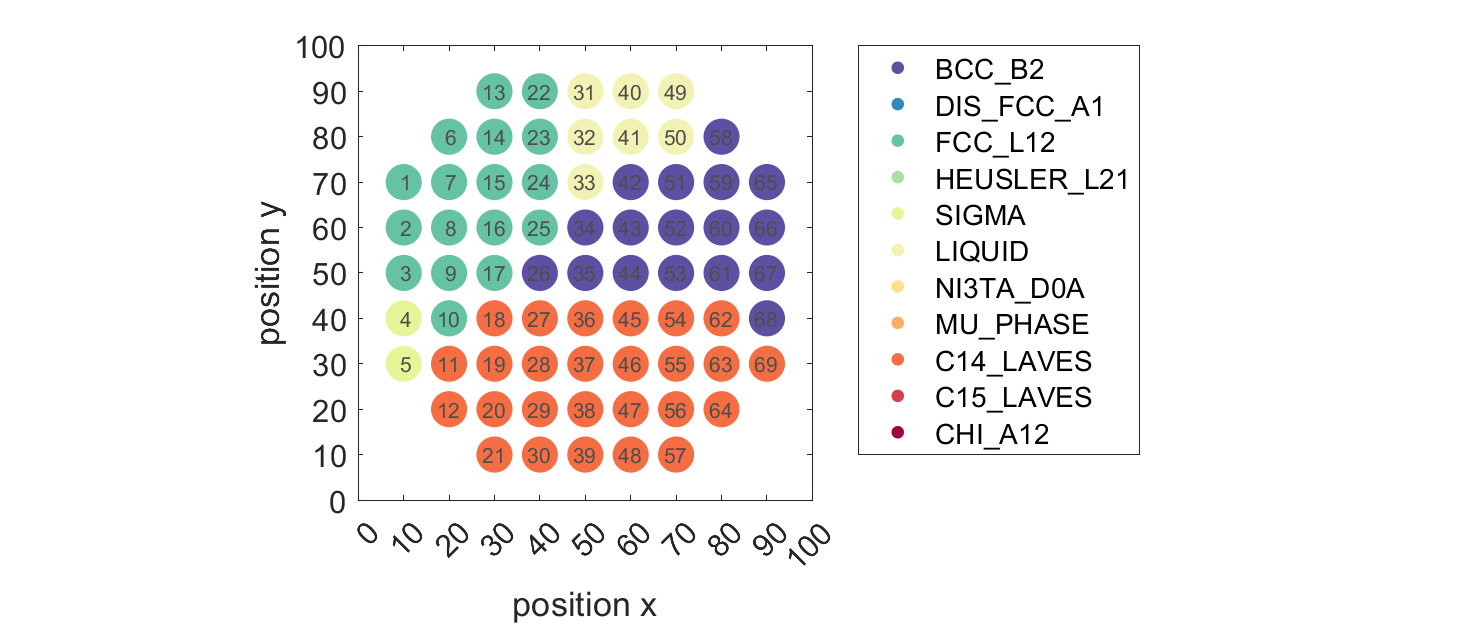 100
90
80
70
60
50
40
30
20
10
0
position y
13 22 31 40 49
6 14 23 32 41 50 58
1 7 15 24 33 42 51 59 65
2 8 16 25 34 43 52 60 66
3 9 17 26 35 44 53 61 67
4 10 18 27 36 45 54 62 68
5 11 19 28 37 46 55 63 69
12 20 29 38 47 56 64
21 30 39 48 57
0 10 20 30 40 50 60 70 80 90 100
position x
BCC_B2
DIS_FCC_A1
FCC_L12
HEUSLER_L21
SIGMA
LIQUID
NI3TA_D0A
MU_PHASE
C14_LAVES
C15_LAVES
CHI_A12